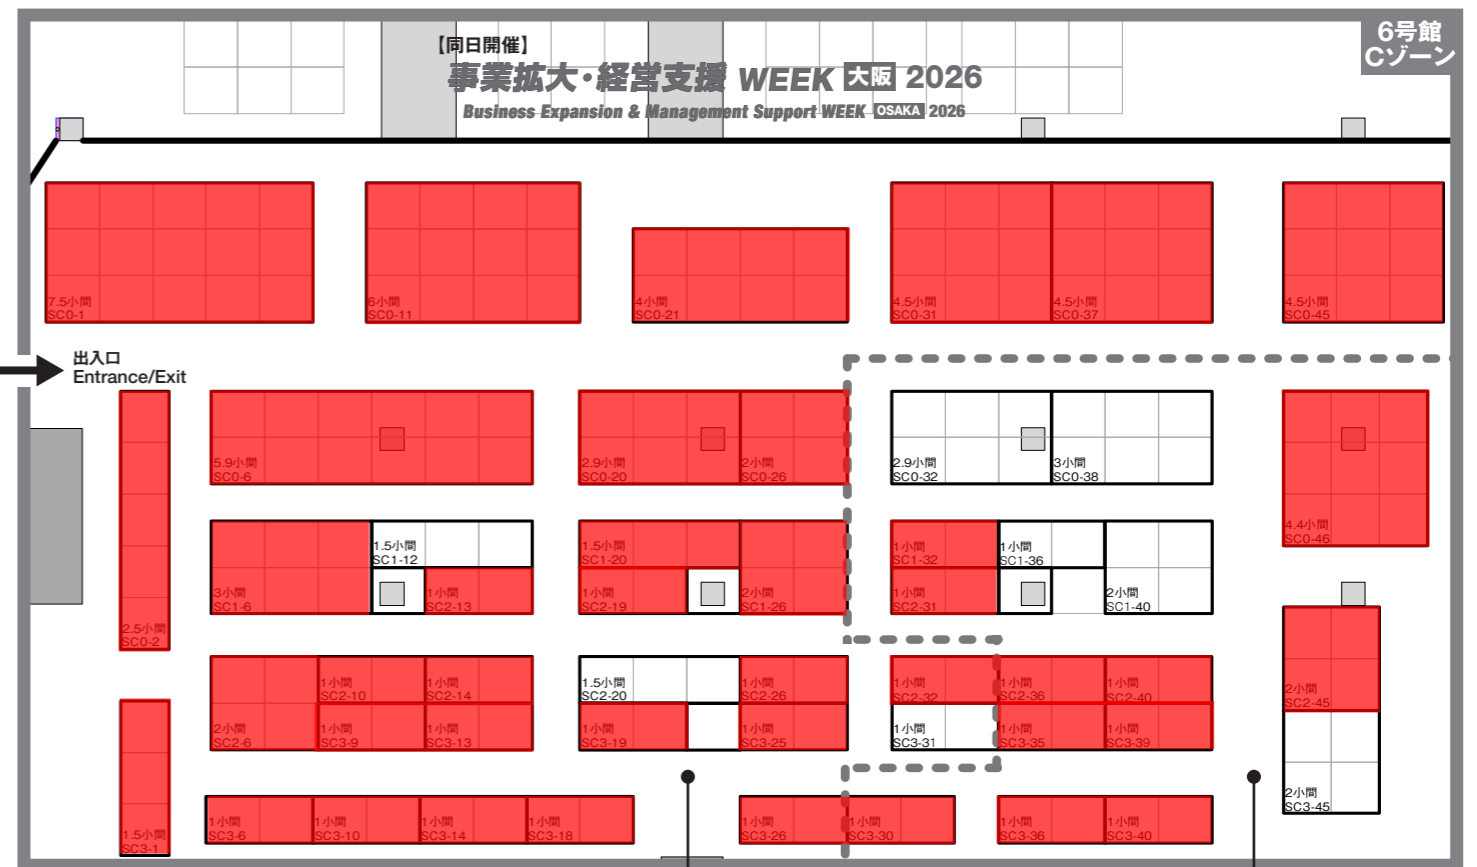 6号館
Cゾーン
【同日開催】
事業拡大・経営支援 WEEK 大阪 2026
Business Expansion & Management Support WEEK OSAKA 2026
7.5小間
SC0-1
6小間
SC0-11
4小間
SC0-21
4.5小間
SC0-31
4.5小間
SC0-37
4.5小間
SC0-45
出入口
Entrance/Exit
5.9小間
SC0-6
2.9小間
SC0-20
2小間
SC0-26
2.9小間
SC0-32
3小間
SC0-38
4.4小間
SC0-46
2.5小間
SC0-2
3小間
SC1-6
1.5小間
SC1-12
1小間
SC2-13
1.5小間
SC1-20
1小間
SC2-19
2小間
SC1-26
1小間
SC1-32
1小間
SC2-31
1小間
SC1-36
2小間
SC1-40
2小間
SC2-6
1小間
SC2-10
1小間
SC2-14
1小間
SC3-9
1小間
SC3-13
1.5小間
SC2-20
1小間
SC3-19
1小間
SC2-26
1小間
SC3-25
1小間
SC2-32
1小間
SC3-31
1小間
SC2-36
1小間
SC3-35
1小間
SC2-40
1小間
SC3-39
2小間
SC2-45
2小間
SC3-45
1.5小間
SC3-1
1小間
SC3-6
1小間
SC3-10
1小間
SC3-14
1小間
SC3-18
1小間
SC3-26
1小間
SC3-30
1小間
SC3-36
1小間
SC3-40